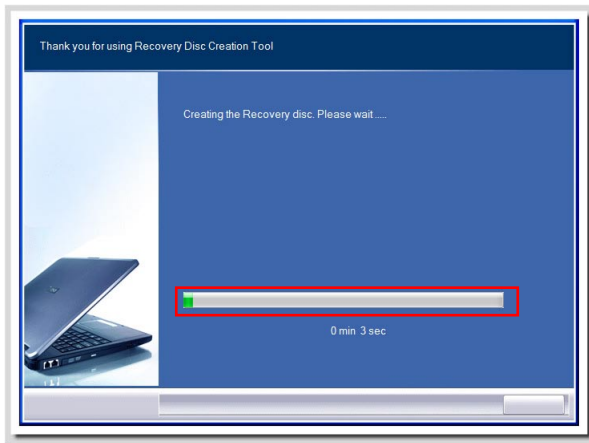 Thank you for using Recovery Disc Creation Tool
Creating the Recovery disc. Please wait .....
0 min 3 sec